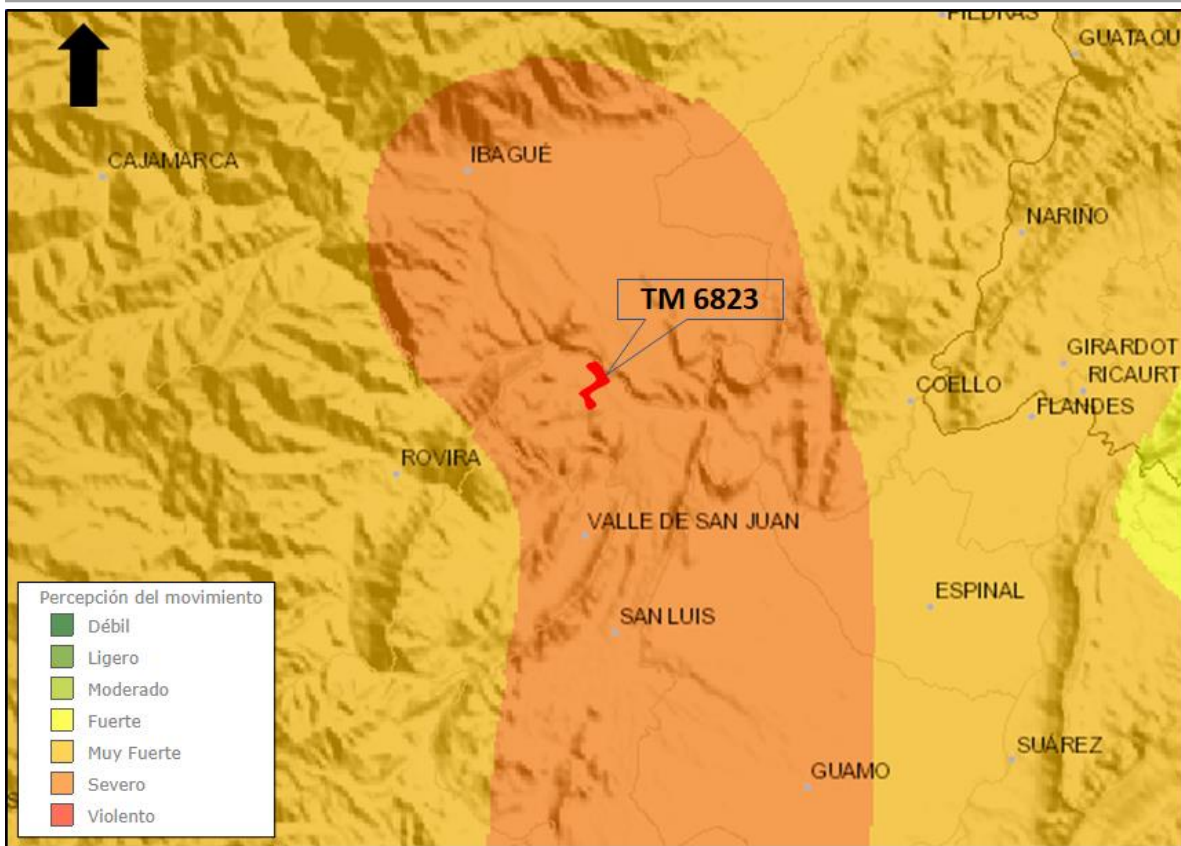 PIEDRAS
GUATAQU
CAJAMARCA
IBAGUÉ
NARIÑO
TM 6823
GIRARDOT
RICAURT
COELLO
FLANDES
ROVIRA
VALLE DE SAN JUAN
ESPINAL
SAN LUIS
SUÁREZ
GUAMO
S
Percepción del movimiento
Débil
Ligero
Moderado
Fuerte
Muy Fuerte
Severo
Violento